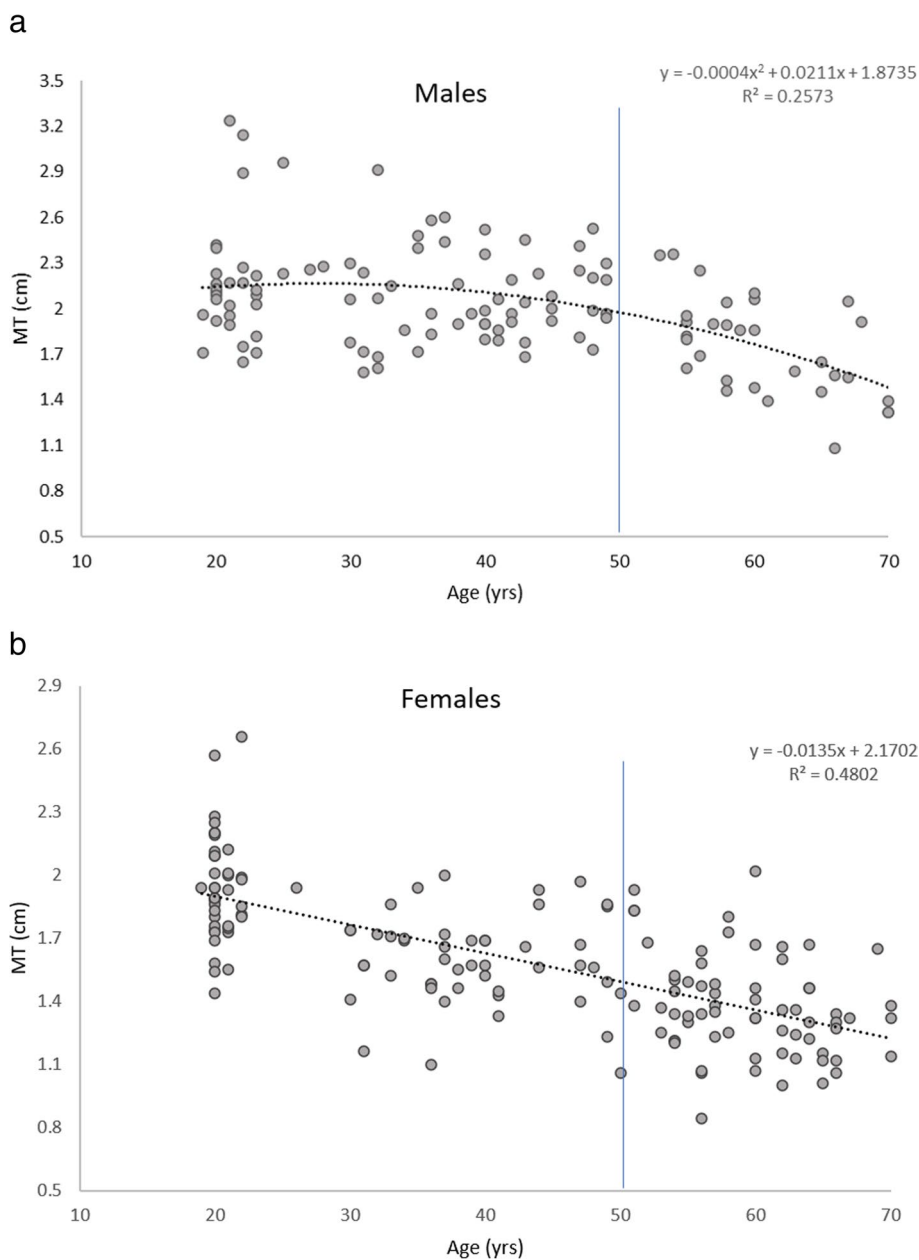 a
y = -0.0004x² + 0.0211x + 1.8735
R² = 0.2573
Males
3.5
3.2
2.9
2.6
2.3
2
1.7
1.4
1.1
0.8
0.5
MT (cm)
10 20 30 40 50 60 70
Age (yrs)
b
Females
y = -0.0135x + 2.1702
R² = 0.4802
2.9
2.6
2.3
2
1.7
1.4
1.1
0.8
0.5
MT (cm)
10 20 30 40 50 60 70
Age (yrs)